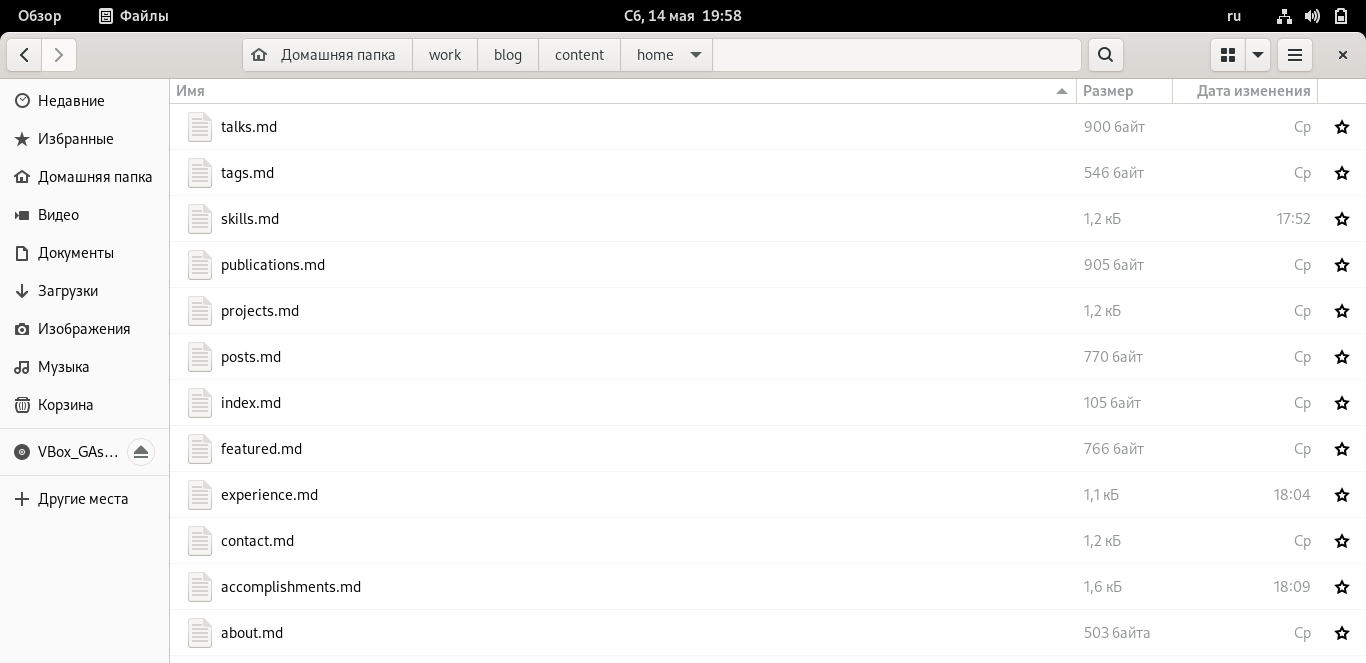 Обзор Файлы Сб, 14 мая 19:58 ru
Домашняя папка work blog content home
Недавние
Избранные
Домашняя папка
Видео
Документы
Загрузки
Изображения
Музыка
Корзина
VBox_GAs...
Другие места
Имя Размер Дата изменения
talks.md 900 байт Ср
tags.md 546 байт Ср
skills.md 1,2 кБ 17:52
publications.md 905 байт Ср
projects.md 1,2 кБ Ср
posts.md 770 байт Ср
index.md 105 байт Ср
featured.md 766 байт Ср
experience.md 1,1 кБ 18:04
contact.md 1,2 кБ Ср
accomplishments.md 1,6 кБ 18:09
about.md 503 байта Ср